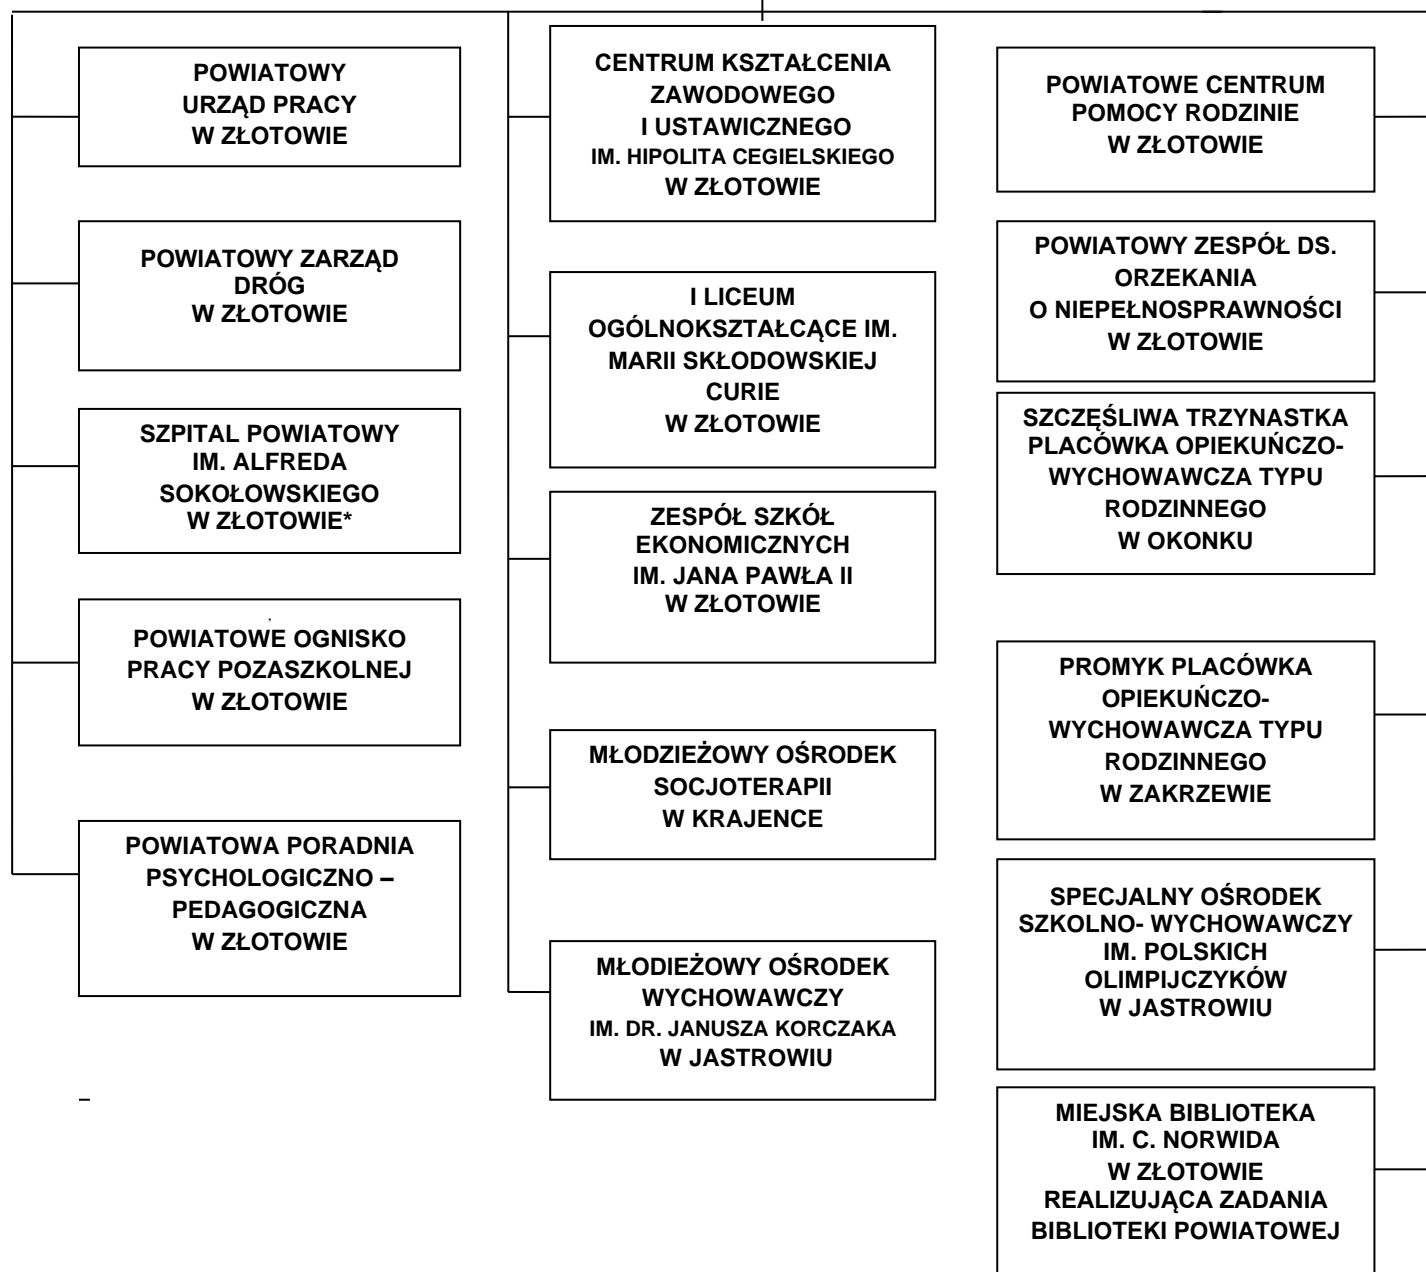 POWIATOWY
URZĄD PRACY
W ZŁOTOWIE
POWIATOWY ZARZĄD
DRÓG
W ZŁOTOWIE
SZPITAL POWIATOWY
IM. ALFREDA
SOKOŁOWSKIEGO
W ZŁOTOWIE*
POWIATOWE OGNISKO
PRACY POZASZKOLNEJ
W ZŁOTOWIE
POWIATOWA PORADNIA
PSYCHOLOGICZNO –
PEDAGOGICZNA
W ZŁOTOWIE
CENTRUM KSZTAŁCENIA
ZAWODOWEGO
I USTAWICZNEGO
IM. HIPOLITA CEGIELSKIEGO
W ZŁOTOWIE
I LICEUM
OGÓLNOKSZTAŁCĄCE IM.
MARII SKŁODOWSKIEJ
CURIE
W ZŁOTOWIE
ZESPÓŁ SZKÓŁ
EKONOMICZNYCH
IM. JANA PAWŁA II
W ZŁOTOWIE
MŁODZIEŻOWY OŚRODEK
SOCJOTERAPII
W KRAJENCE
MŁODIEŻOWY OŚRODEK
WYCHOWAWCZY
IM. DR. JANUSZA KORCZAKA
W JASTROWIU
POWIATOWE CENTRUM
POMOCY RODZINIE
W ZŁOTOWIE
POWIATOWY ZESPÓŁ DS.
ORZEKANIA
O NIEPEŁNOSPRAWNOŚCI
W ZŁOTOWIE
SZCZĘŚLIWA TRZYNASTKA
PLACÓWKA OPIEKUŃCZO-
WYCHOWAWCZA TYPU
RODZINNEGO
W OKONKU
PROMYK PLACÓWKA
OPIEKUŃCZO-
WYCHOWAWCZA TYPU
RODZINNEGO
W ZAKRZEWIE
SPECJALNY OŚRODEK
SZKOLNO- WYCHOWAWCZY
IM. POLSKICH
OLIMPIJCZYKÓW
W JASTROWIU
MIEJSKA BIBLIOTEKA
IM. C. NORWIDA
W ZŁOTOWIE
REALIZUJĄCA ZADANIA
BIBLIOTEKI POWIATOWEJ